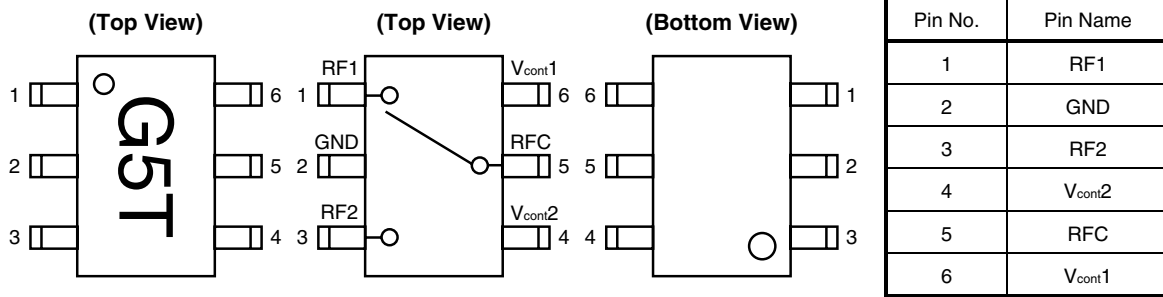 (Top View)
1
2
3
G5T
6
5
4
(Top View)
RF1
1
GND
2
RF2
3
Vcont1
6
RFC
5
Vcont2
4
(Bottom View)
6
5
4
1
2
3
Pin No. Pin Name
1 RF1
2 GND
3 RF2
4 Vcont2
5 RFC
6 Vcont1